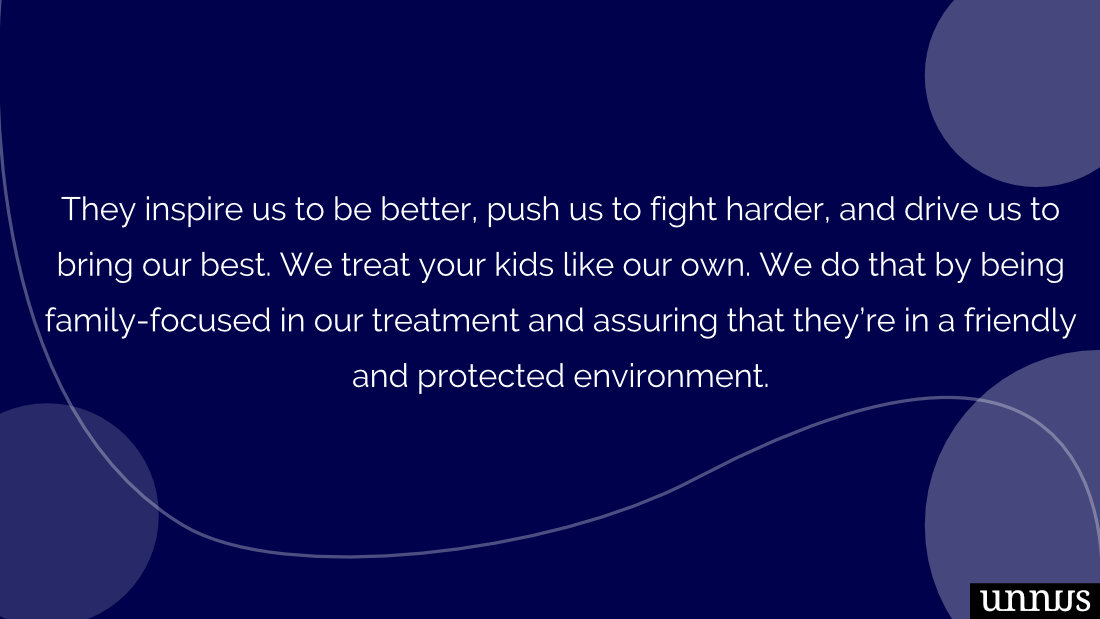 They inspire us to be better, push us to fight harder, and drive us to
bring our best. We treat your kids like our own. We do that by being
family-focused in our treatment and assuring that they’re in a friendly
and protected environment.
unnus